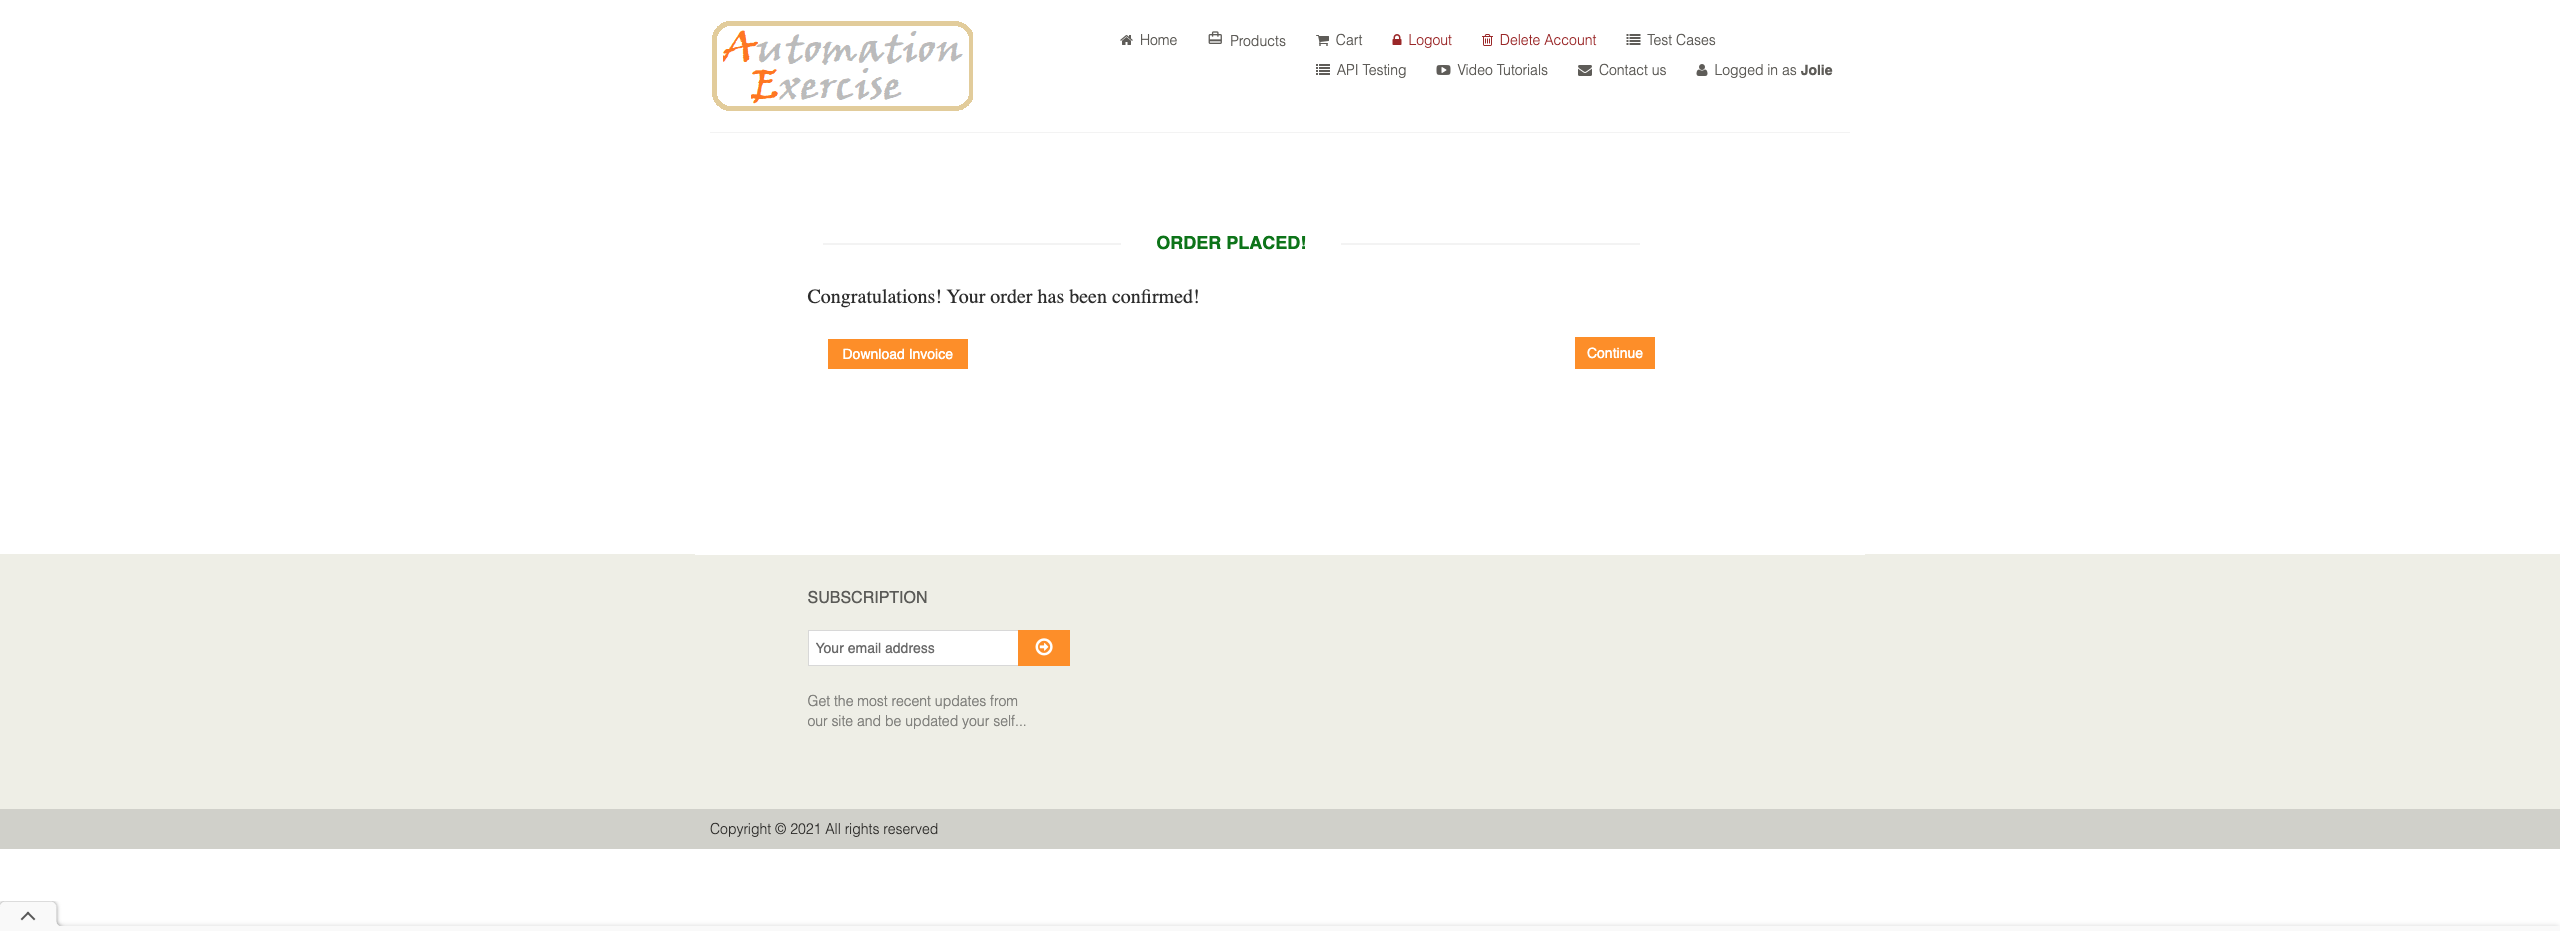 Automation
Exercise
Home Products Cart Logout Delete Account Test Cases
API Testing Video Tutorials Contact us Logged in as Jolie
ORDER PLACED!
Congratulations! Your order has been confirmed!
Download Invoice Continue
SUBSCRIPTION
Your email address
Get the most recent updates from
our site and be updated your self...
Copyright © 2021 All rights reserved